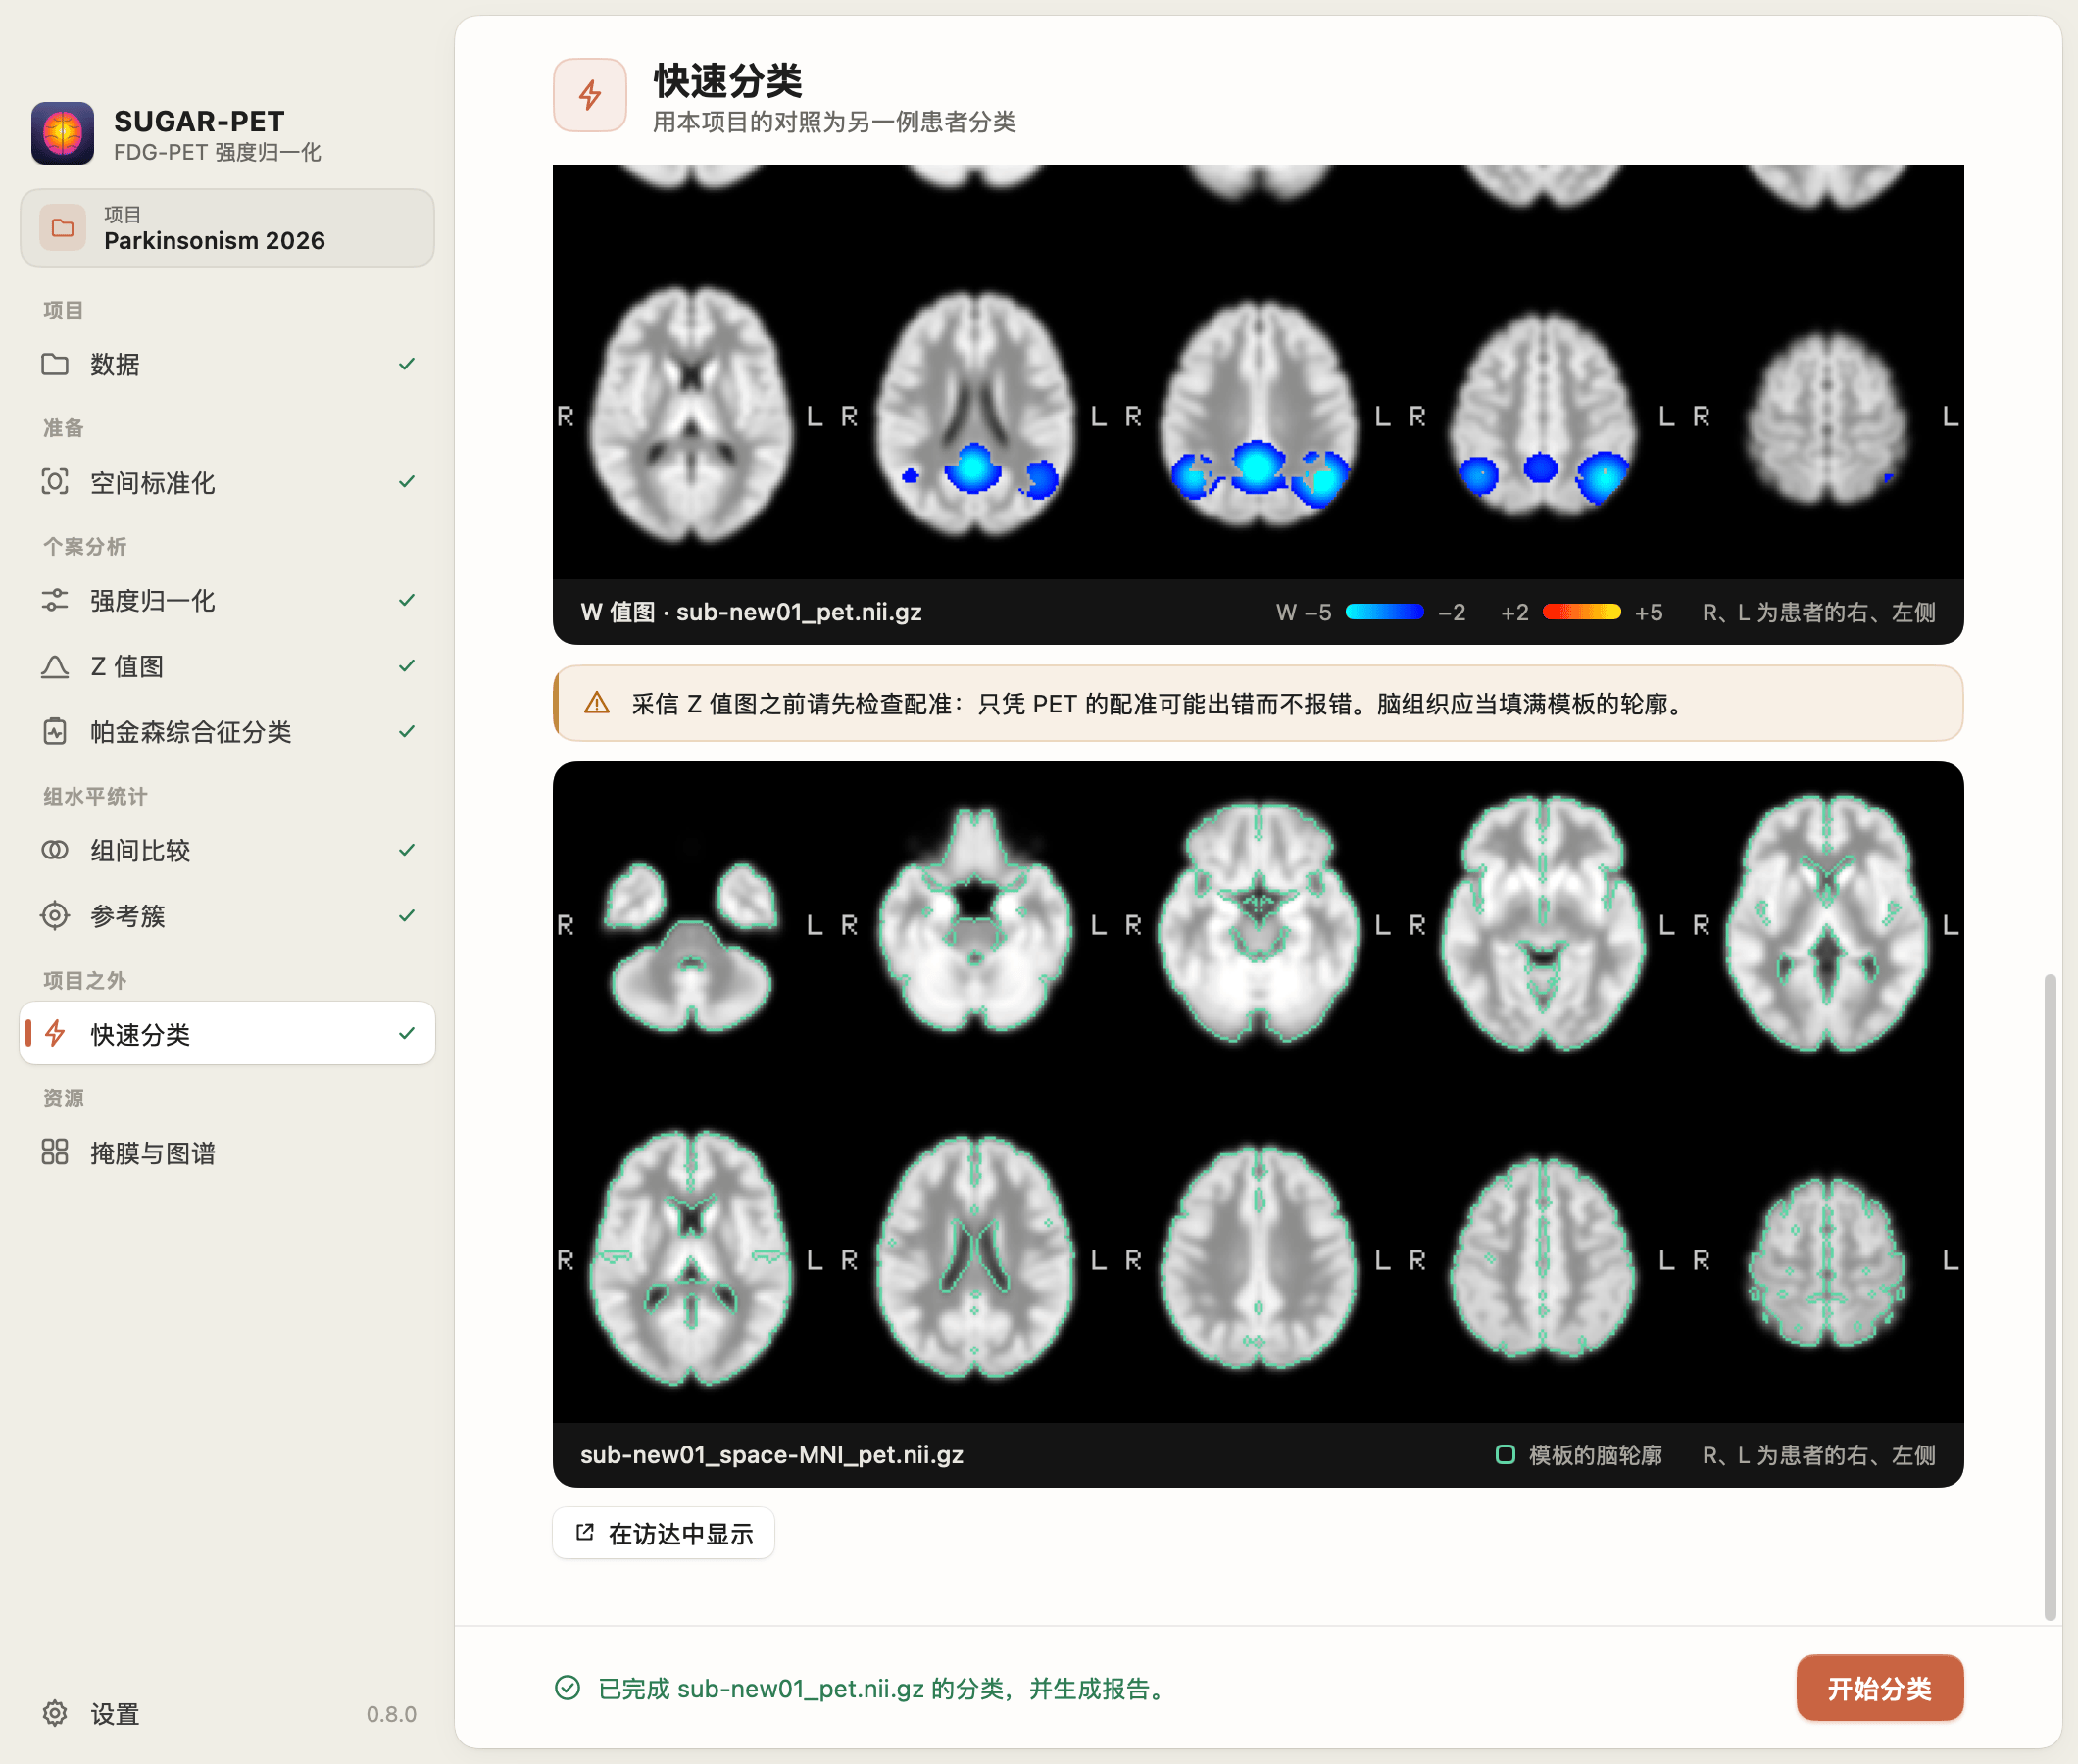 SUGAR-PET
FDG-PET 强度归一化
项目
Parkinsonism 2026
项目
数据
准备
空间标准化
个案分析
强度归一化
Z 值图
帕金森综合征分类
组水平统计
组间比较
参考簇
项目之外
快速分类
资源
掩膜与图谱
设置
0.8.0
快速分类
用本项目的对照为另一例患者分类
R L R L R L R L R L
W 值图 · sub-new01_pet.nii.gz
W −5 −2 +2 +5 R、L 为患者的右、左侧
采信 Z 值图之前请先检查配准：只凭 PET 的配准可能出错而不报错。脑组织应当填满模板的轮廓。
R L R L R L R L R L
R L R L R L R L R L
sub-new01_space-MNI_pet.nii.gz
模板的脑轮廓 R、L 为患者的右、左侧
在访达中显示
已完成 sub-new01_pet.nii.gz 的分类，并生成报告。
开始分类